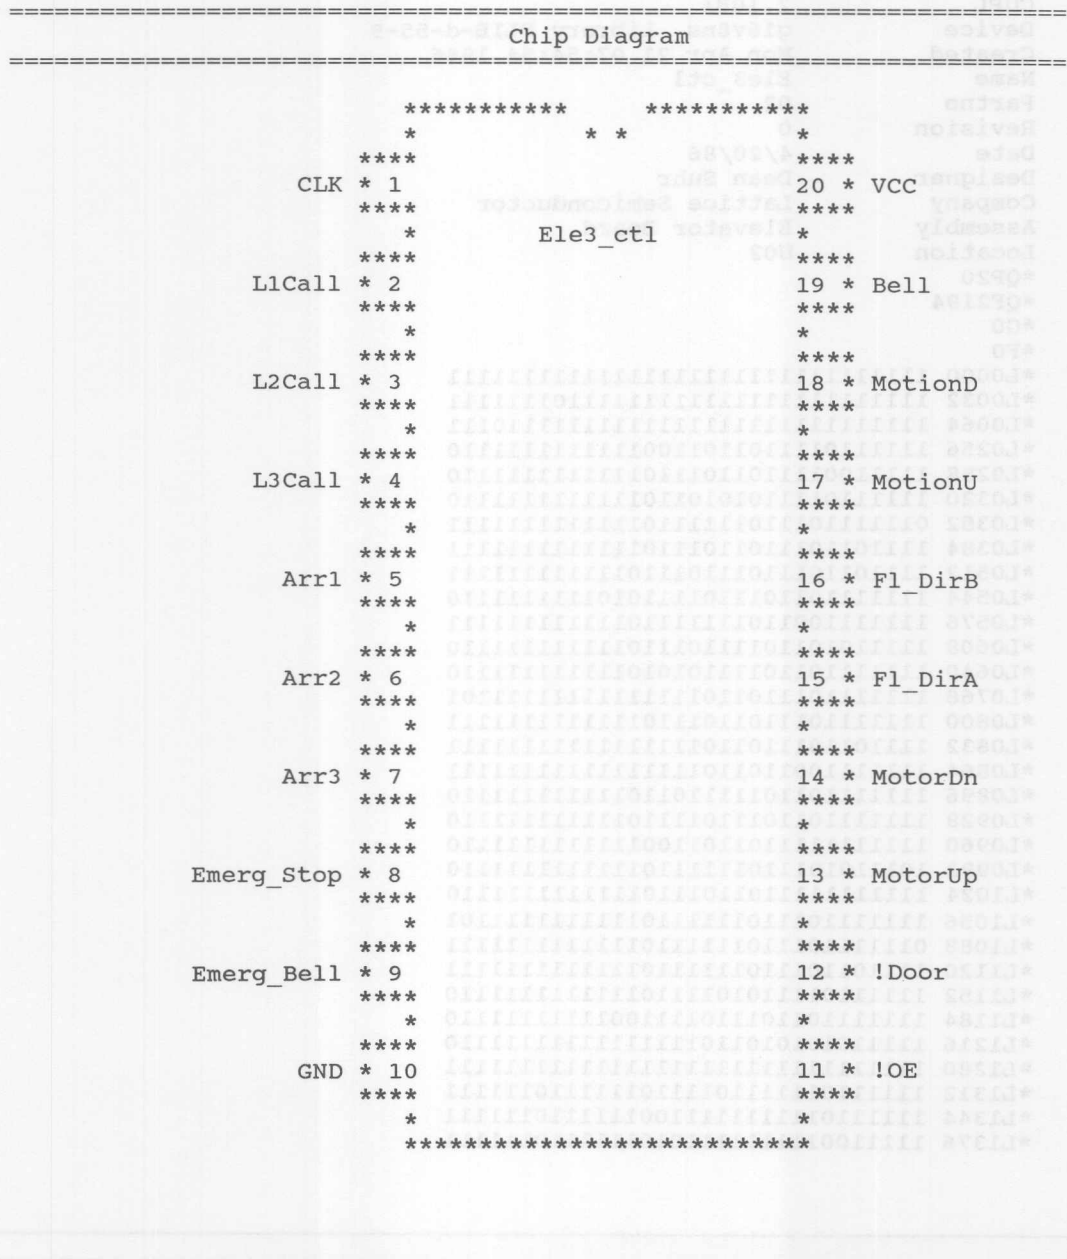 Chip Diagram
Ele3_ctl
CLK * 1 20 * VCC
L1Call * 2 19 * Bell
L2Call * 3 18 * MotionD
L3Call * 4 17 * MotionU
Arr1 * 5 16 * Fl_DirB
Arr2 * 6 15 * Fl_DirA
Arr3 * 7 14 * MotorDn
Emerg_Stop * 8 13 * MotorUp
Emerg_Bell * 9 12 * !Door
GND * 10 11 * !OE